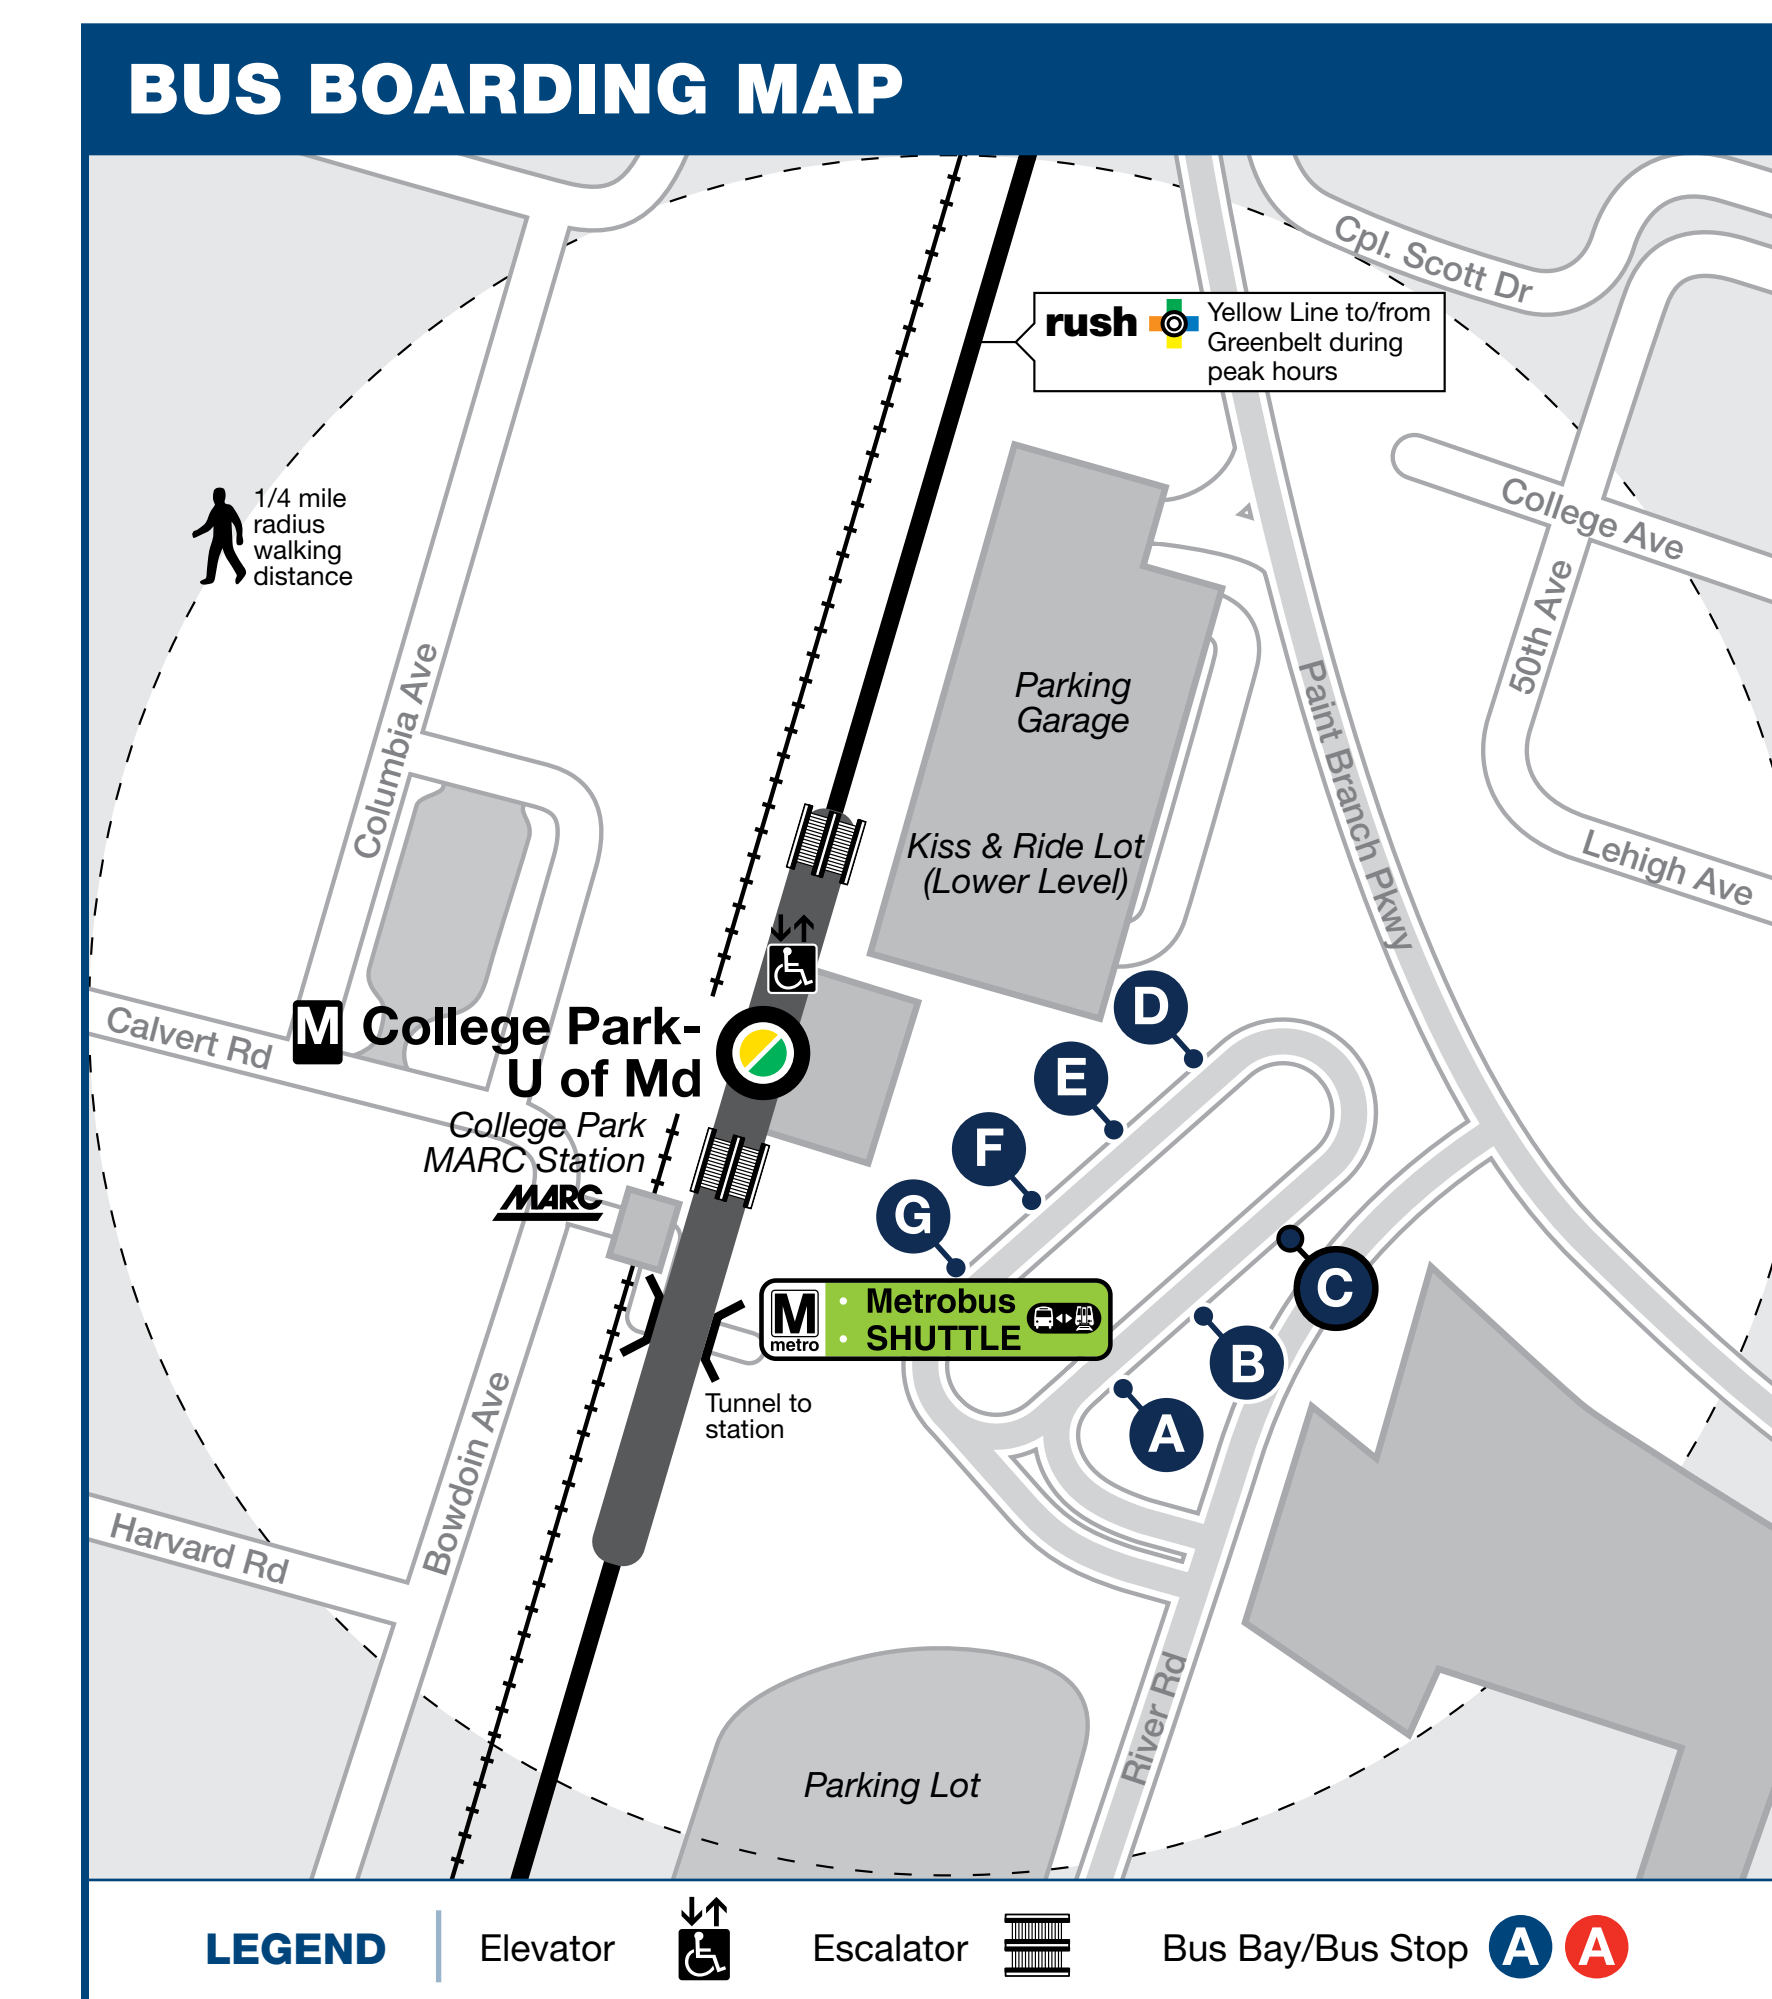 BUS BOARDING MAP
Cpl. Scott Dr
rush
Yellow Line to/from
Greenbelt during
peak hours
1/4 mile
radius
walking
distance
College Ave
50th Ave
Columbia Ave
Parking
Garage
Paint Branch Pkwy
Kiss & Ride Lot
(Lower Level)
Lehigh Ave
Calvert Rd
M College Park-
U of Md
College Park
MARC Station
MARC
D
E
F
G
C
B
A
M
metro
· Metrobus
· SHUTTLE
Tunnel to
station
Bowdoin Ave
Harvard Rd
River Rd
Parking Lot
LEGEND
Elevator
Escalator
Bus Bay/Bus Stop A A